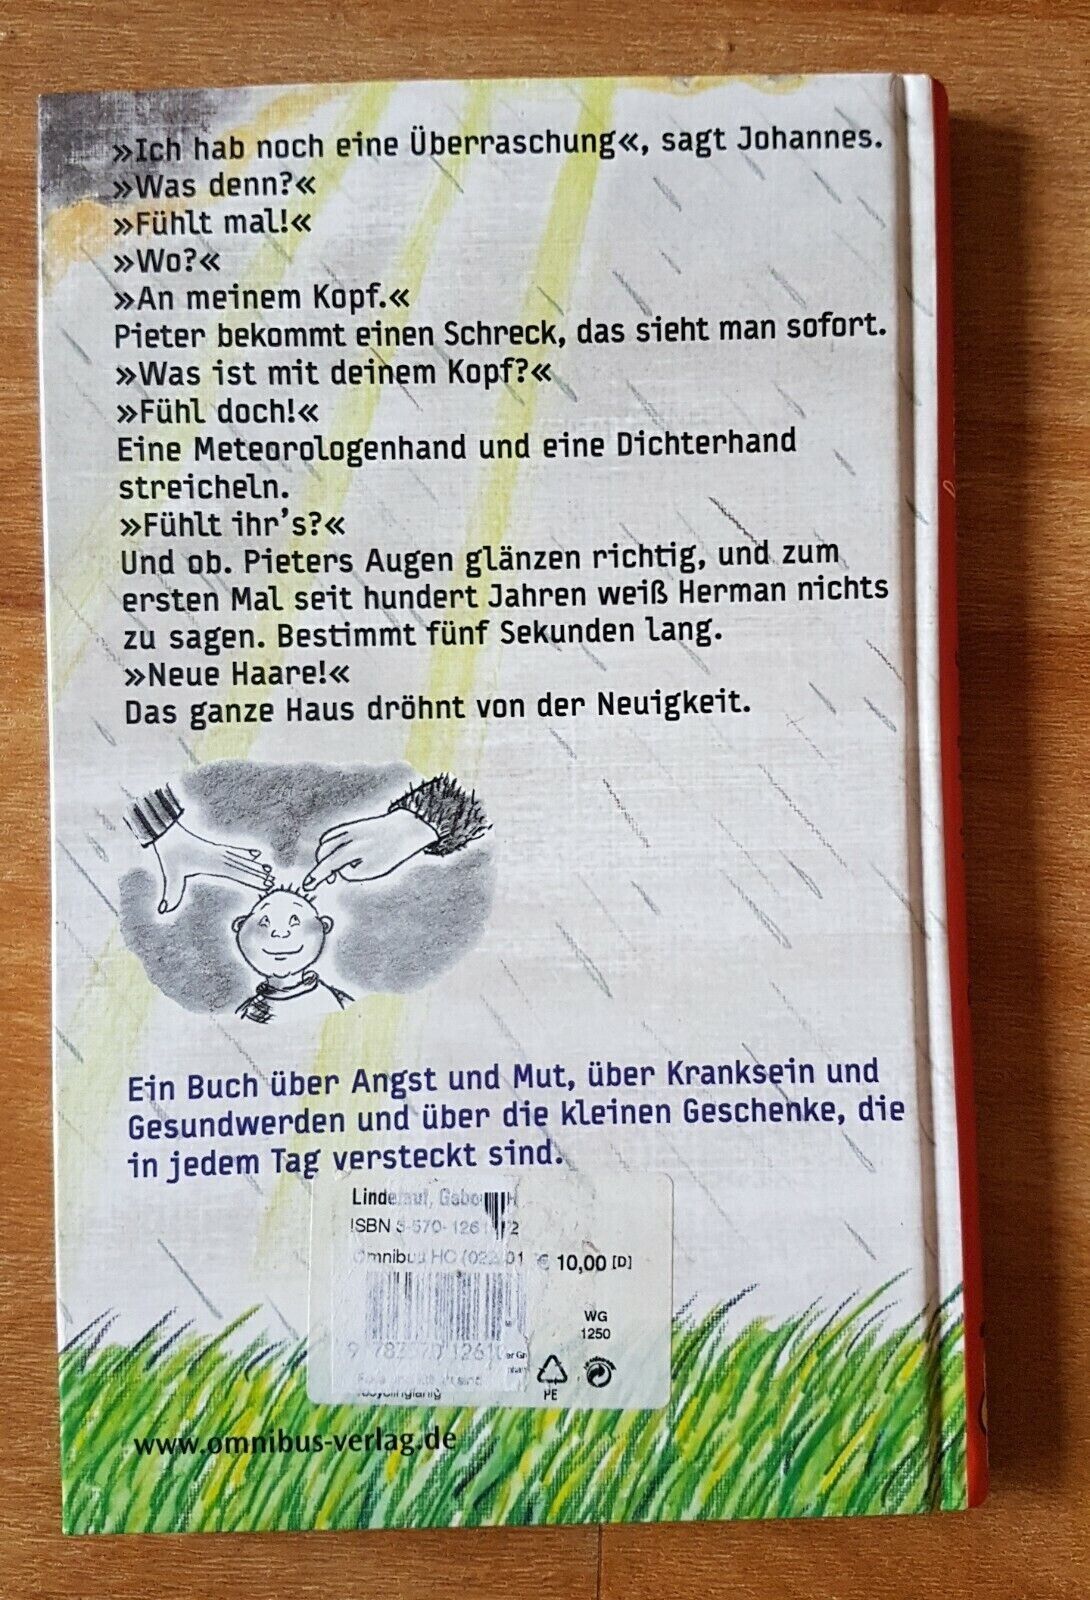 »Ich hab noch eine Überraschung«, sagt Johannes.
»Was denn?«
»Fühlt mal!«
»Wo?«
»An meinem Kopf.«
Pieter bekommt einen Schreck, das sieht man sofort.
»Was ist mit deinem Kopf?«
»Fühl doch!«
Eine Meteorologenhand und eine Dichterhand
streicheln.
»Fühlt ihr's?«
Und ob. Pieters Augen glänzen richtig, und zum
ersten Mal seit hundert Jahren weiß Herman nichts
zu sagen. Bestimmt fünf Sekunden lang.
»Neue Haare!«
Das ganze Haus dröhnt von der Neuigkeit.
Ein Buch über Angst und Mut, über Kranksein und
Gesundwerden und über die kleinen Geschenke, die
in jedem Tag versteckt sind.
ISBN
Omnibus HC
€ 10,00 [D]
WG
1250
PE
www.omnibus-verlag.de